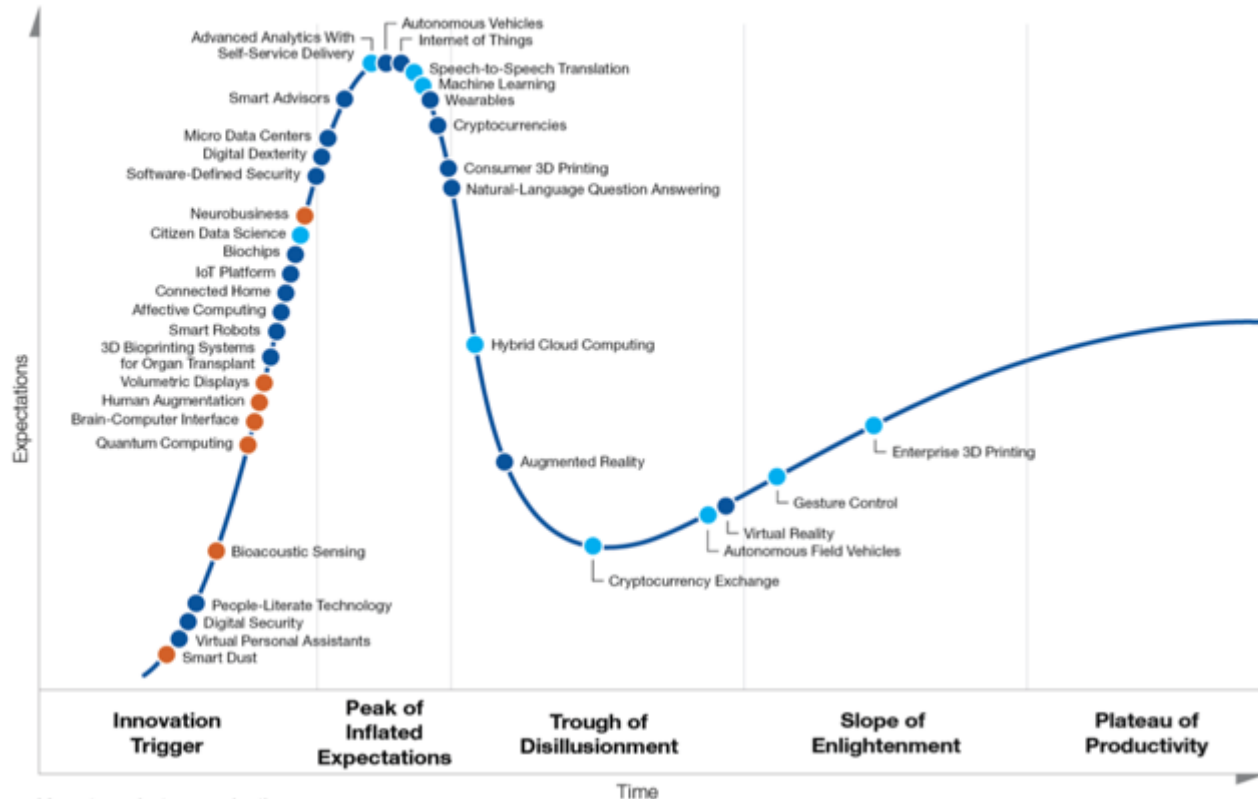 Autonomous Vehicles
Advanced Analytics With
Self-Service Delivery
Internet of Things
Speech-to-Speech Translation
Machine Learning
Smart Advisors
Wearables
Cryptocurrencies
Micro Data Centers
Digital Dexterity
Software-Defined Security
Consumer 3D Printing
Natural-Language Question Answering
Neurobusiness
Citizen Data Science
Biochips
IoT Platform
Connected Home
Affective Computing
Smart Robots
3D Bioprinting Systems
for Organ Transplant
Volumetric Displays
Human Augmentation
Brain-Computer Interface
Quantum Computing
Hybrid Cloud Computing
Augmented Reality
Enterprise 3D Printing
Gesture Control
Virtual Reality
Autonomous Field Vehicles
Cryptocurrency Exchange
Bioacoustic Sensing
People-Literate Technology
Digital Security
Virtual Personal Assistants
Smart Dust
Expectations
Innovation
Trigger
Peak of
Inflated
Expectations
Trough of
Disillusionment
Slope of
Enlightenment
Plateau of
Productivity
Time